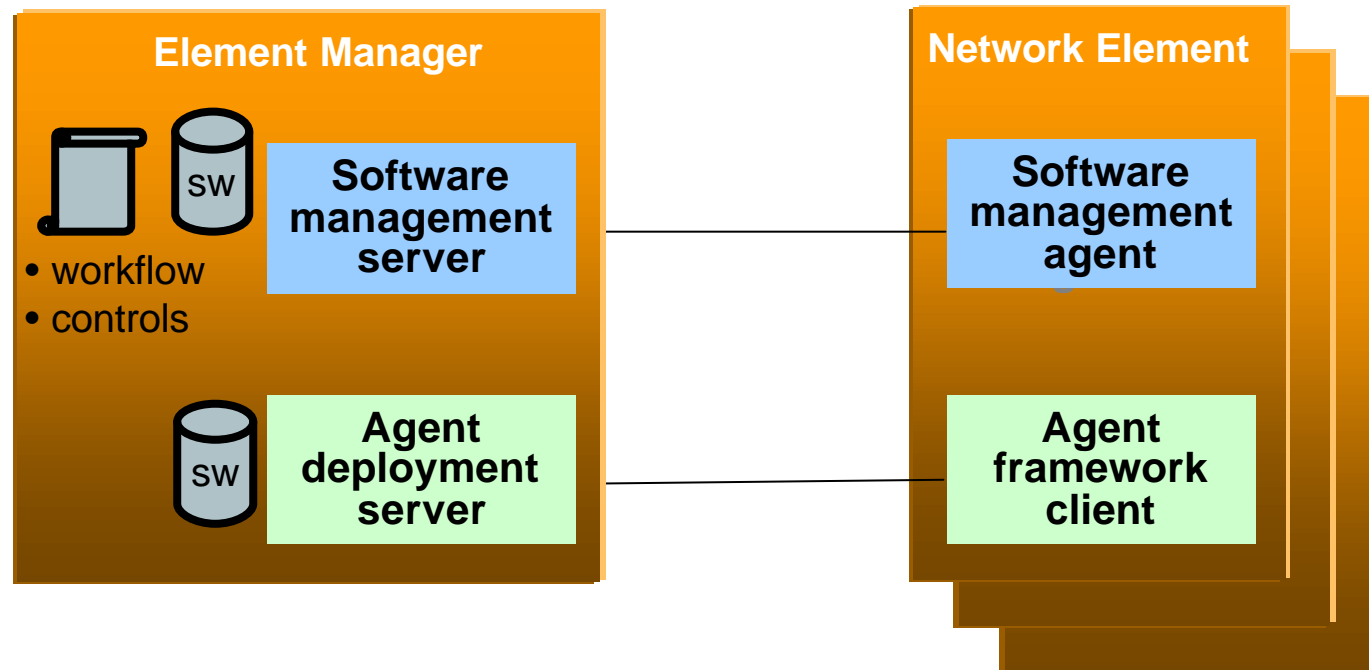 Element Manager
SW
Software
management
server
• workflow
• controls
SW
Agent
deployment
server
Network Element
Software
management
agent
Agent
framework
client